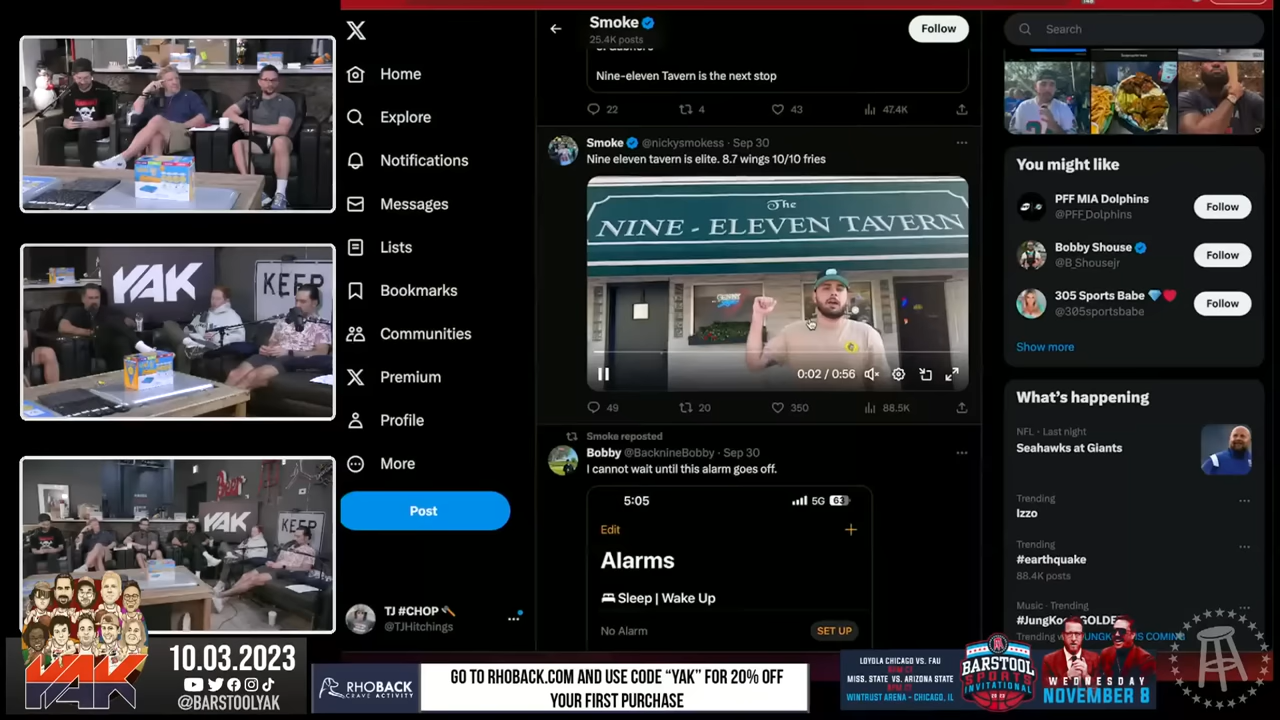 YAK
KEEP
YAK
KEEP
Beer
YAK
10.03.2023
@BARSTOOLYAK
Home
Explore
Notifications
Messages
Lists
Bookmarks
Communities
Premium
Profile
More
Post
TJ #CHOP
@TJHitchings
Smoke
25.4K posts
Follow
Nine-eleven Tavern is the next stop
22
4
43
47.4K
Smoke @nickysmokess · Sep 30
Nine eleven tavern is elite. 8.7 wings 10/10 fries
The
NINE - ELEVEN TAVERN
0:02 / 0:56
49
20
350
88.5K
Smoke reposted
Bobby @BacknineBobby · Sep 30
I cannot wait until this alarm goes off.
5:05
5G 63
Edit
Alarms
Sleep | Wake Up
No Alarm
SET UP
Search
You might like
PFF MIA Dolphins
@PFF_Dolphins
Follow
Bobby Shouse
@B_Shousejr
Follow
305 Sports Babe
@305sportsbabe
Follow
Show more
What's happening
NFL · Last night
Seahawks at Giants
Trending
Izzo
Trending
#earthquake
88.4K posts
Music · Trending
RHOBACK
CRAVE ACTIVITY
GO TO RHOBACK.COM AND USE CODE "YAK" FOR 20% OFF
YOUR FIRST PURCHASE
LOYOLA CHICAGO VS. FAU
MISS. STATE VS. ARIZONA STATE
WINTRUST ARENA - CHICAGO, IL
BARSTOOL
SPORTS
INVITATIONAL
WEDNESDAY
NOVEMBER 8